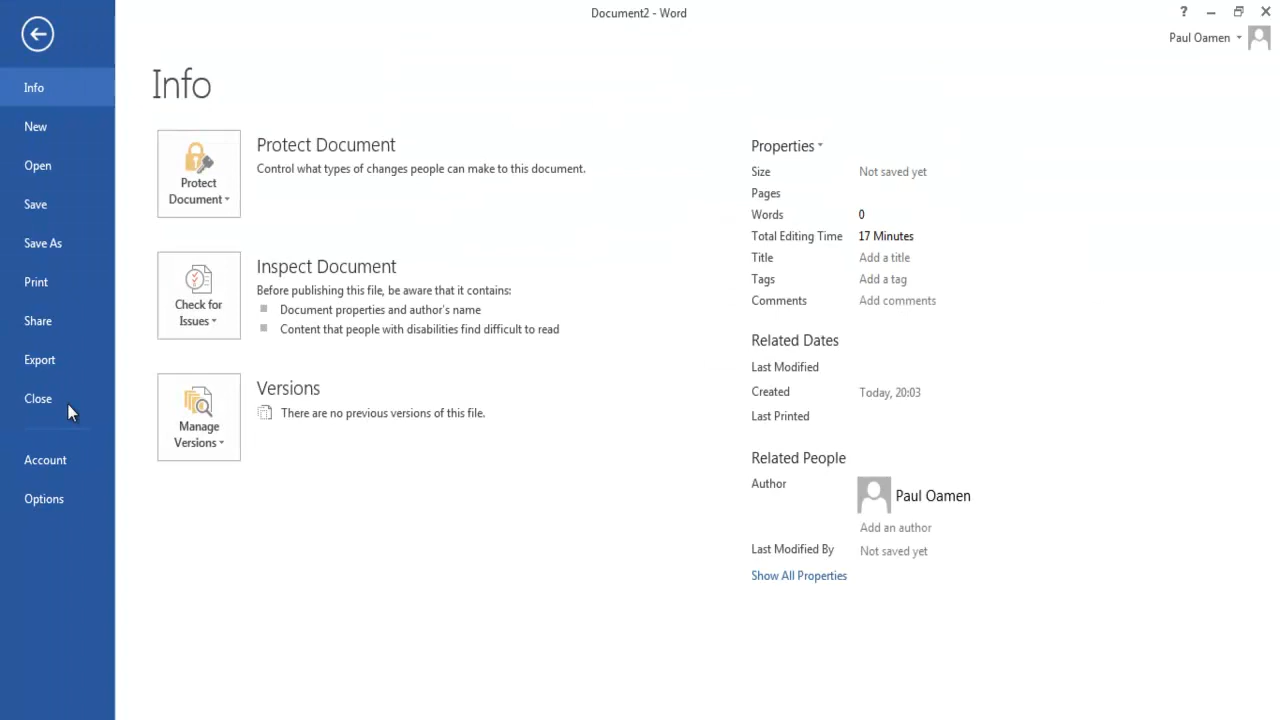 Document2 - Word
?
Paul Oamen
Info
New
Open
Save
Save As
Print
Share
Export
Close
Account
Options
Info
Protect Document
Protect Document
Control what types of changes people can make to this document.
Check for Issues
Inspect Document
Before publishing this file, be aware that it contains:
Document properties and author's name
Content that people with disabilities find difficult to read
Manage Versions
Versions
There are no previous versions of this file.
Properties
Size Not saved yet
Pages
Words 0
Total Editing Time 17 Minutes
Title Add a title
Tags Add a tag
Comments Add comments
Related Dates
Last Modified
Created Today, 20:03
Last Printed
Related People
Author Paul Oamen
Add an author
Last Modified By Not saved yet
Show All Properties